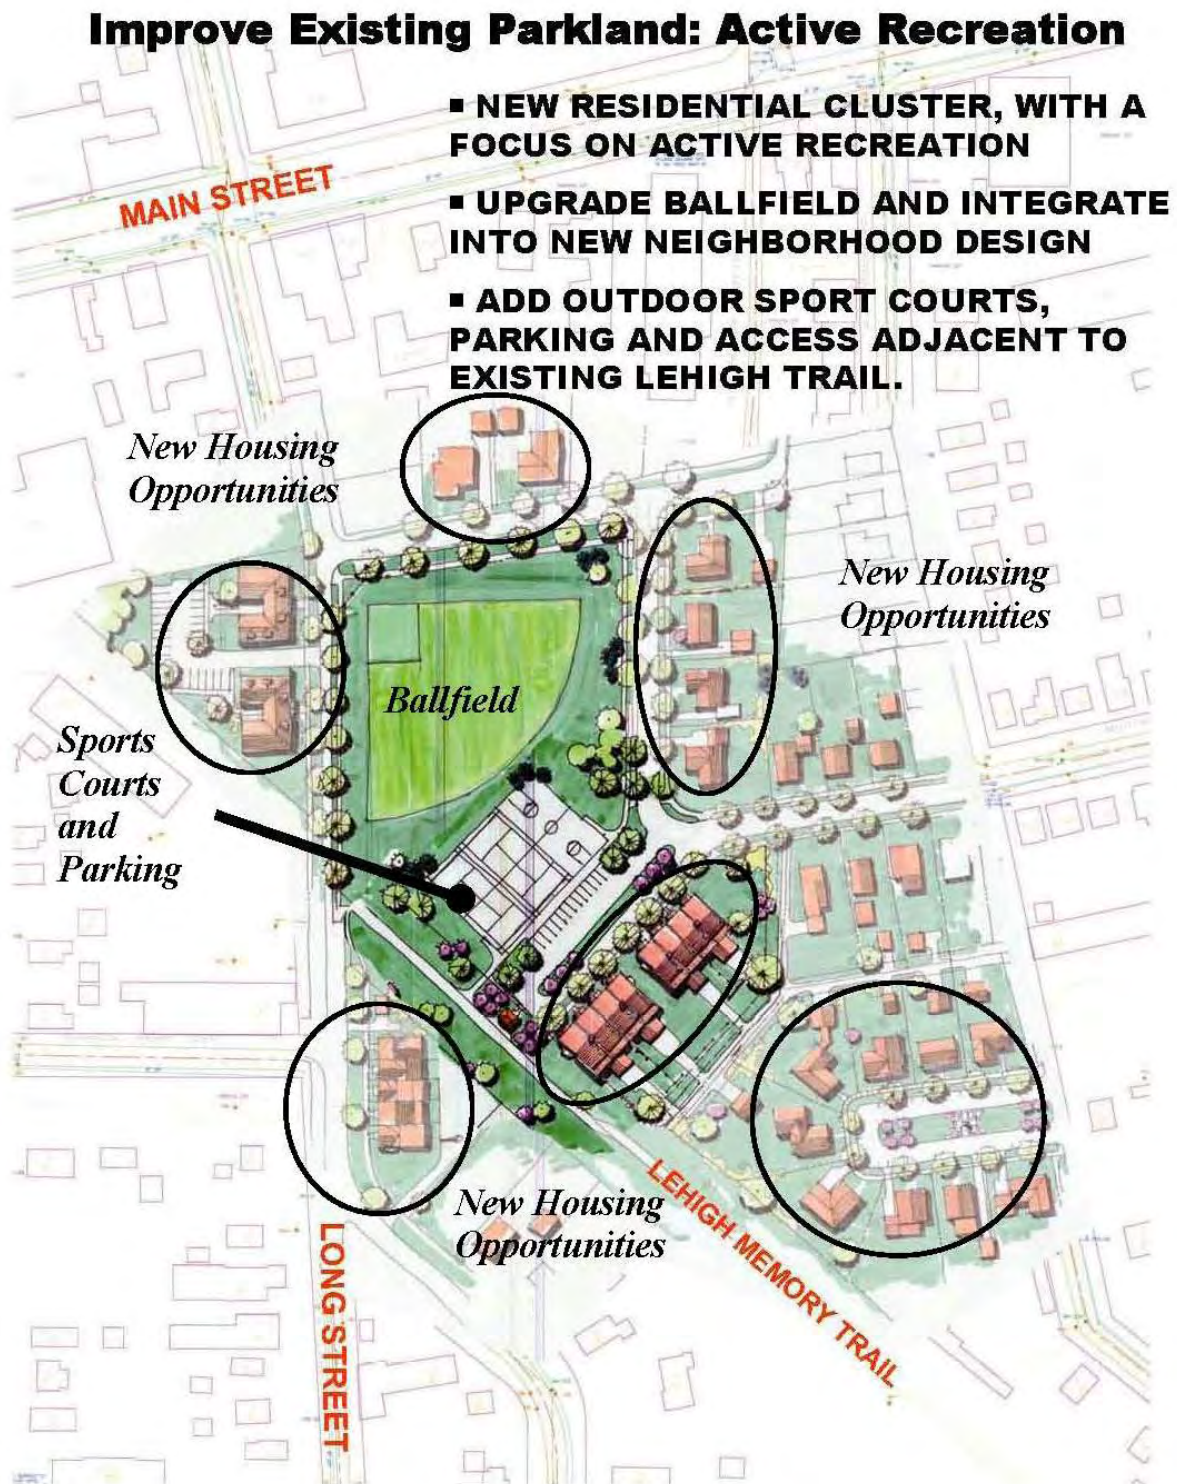 Improve Existing Parkland: Active Recreation
▪ NEW RESIDENTIAL CLUSTER, WITH A
FOCUS ON ACTIVE RECREATION
▪ UPGRADE BALLFIELD AND INTEGRATE
INTO NEW NEIGHBORHOOD DESIGN
▪ ADD OUTDOOR SPORT COURTS,
PARKING AND ACCESS ADJACENT TO
EXISTING LEHIGH TRAIL.
MAIN STREET
New Housing
Opportunities
New Housing
Opportunities
Ballfield
Sports
Courts
and
Parking
New Housing
Opportunities
LEHIGH MEMORY TRAIL
LONG STREET